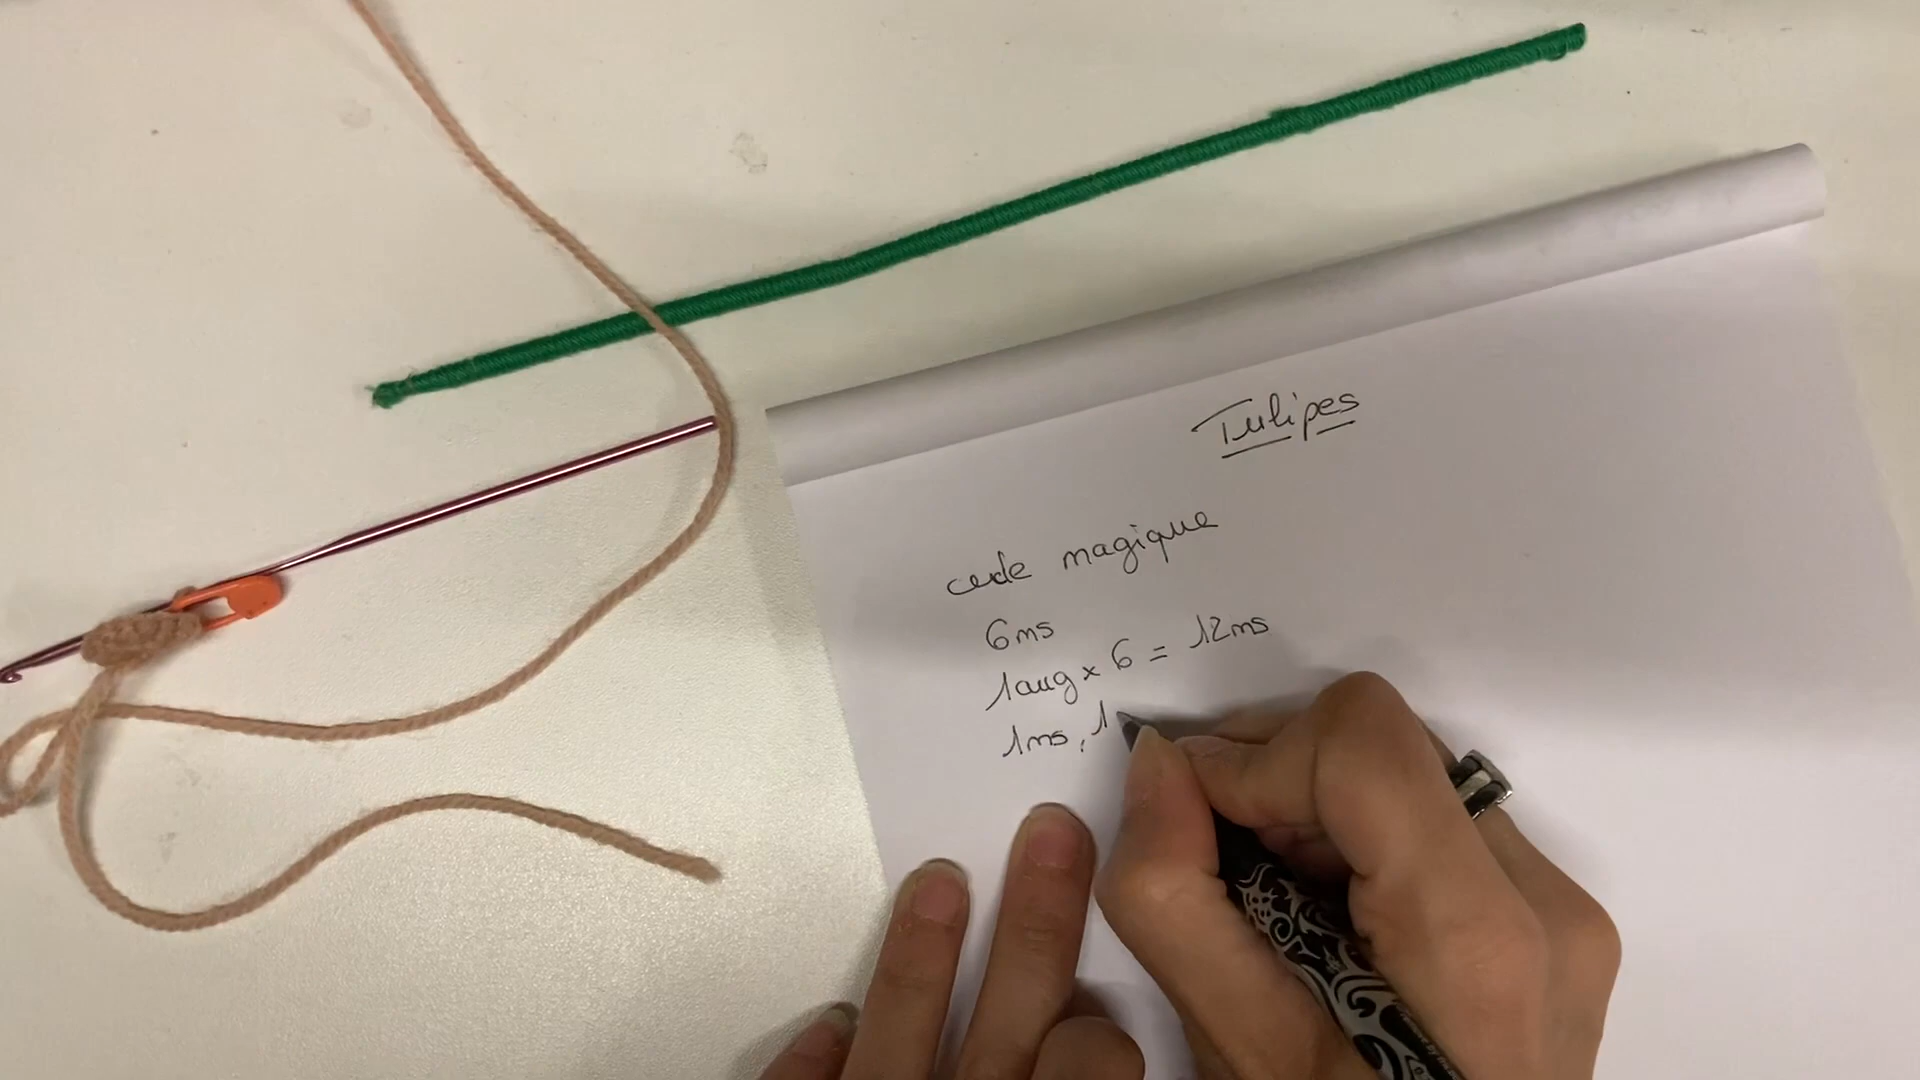 Tulipes
cercle magique
6ms
1aug x 6 = 12ms
1ms, 1